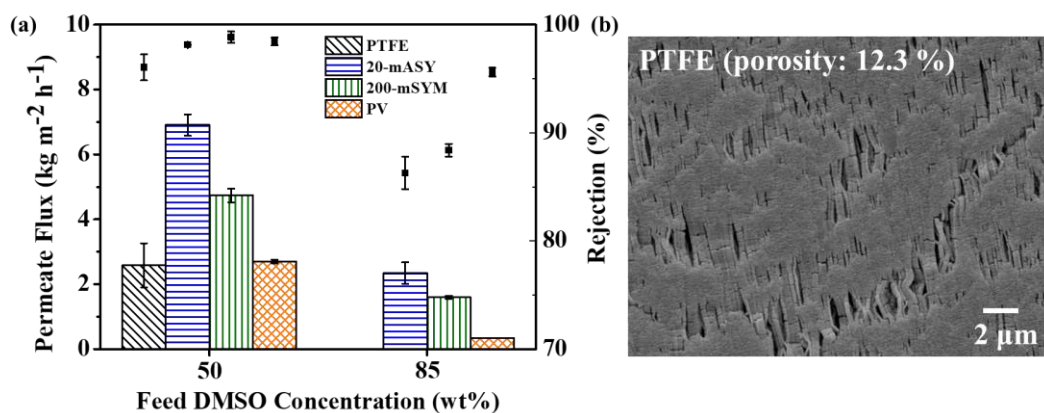 (a)
10
8
6
4
2
0
Permeate Flux (kg m⁻² h⁻¹)
PTFE
20-mASY
200-mSYM
PV
100
90
80
70
Rejection (%)
50
85
Feed DMSO Concentration (wt%)
(b)
PTFE (porosity: 12.3 %)
2 μm